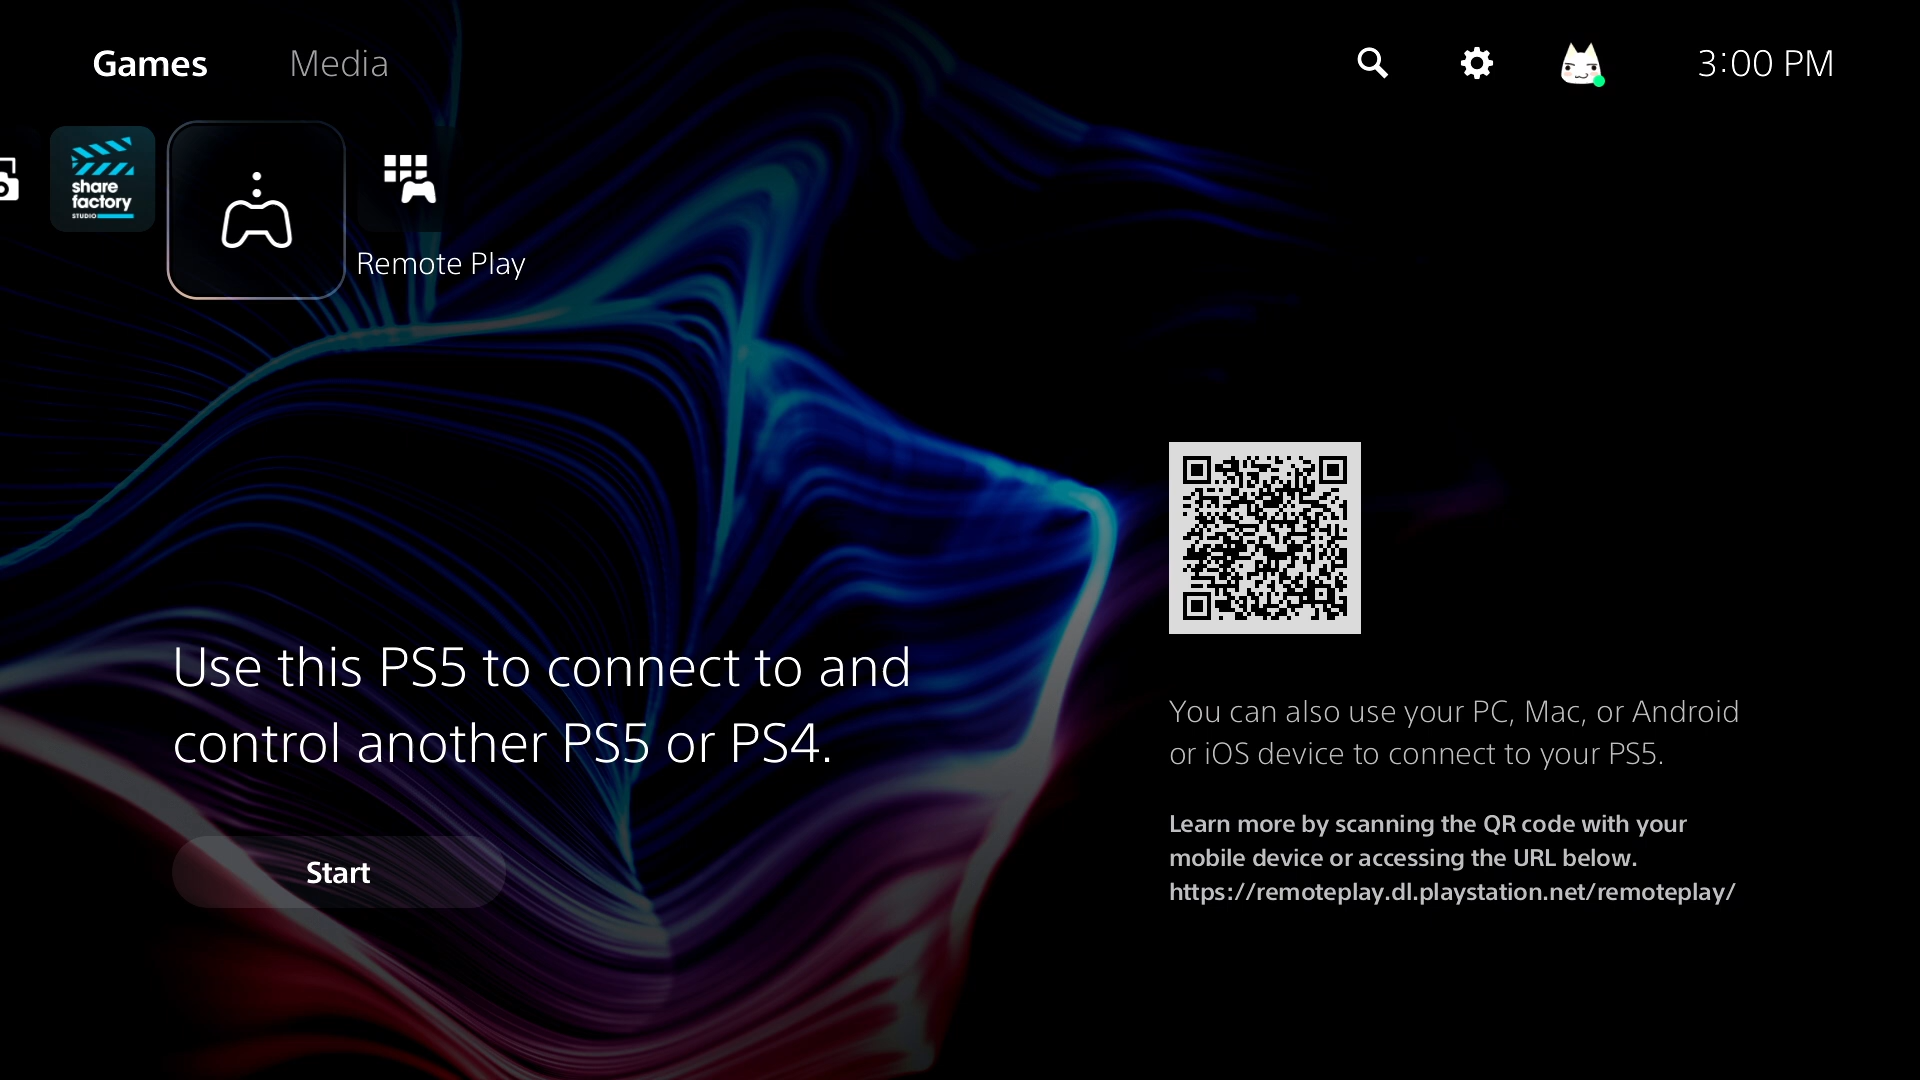 Games
Media
3:00 PM
share
factory
STUDIO
Remote Play
Use this PS5 to connect to and
control another PS5 or PS4.
Start
You can also use your PC, Mac, or Android
or iOS device to connect to your PS5.
Learn more by scanning the QR code with your
mobile device or accessing the URL below.
https://remoteplay.dl.playstation.net/remoteplay/